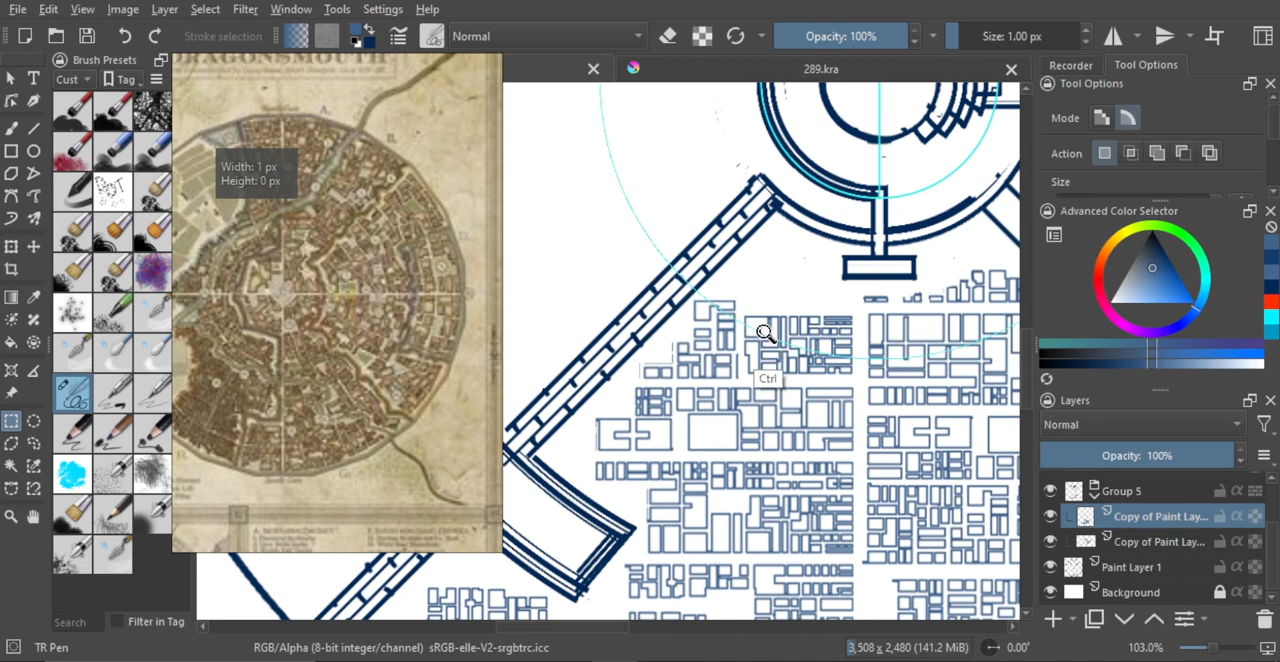 File Edit View Image Layer Select Filter Window Tools Settings Help
Stroke selection
Normal
Opacity: 100%
Size: 1.00 px
Brush Presets
Cust
Tag
289.kra
Recorder
Tool Options
Tool Options
Mode
Action
Size
DRAGONSMOUTH
A.
B.
Width: 1 px
Height: 0 px
Ctrl
Advanced Color Selector
Layers
Normal
Opacity: 100%
Group 5
Copy of Paint Lay...
Copy of Paint Lay...
Paint Layer 1
Background
Search
Filter in Tag
TR Pen
RGB/Alpha (8-bit integer/channel) sRGB-elle-V2-srgbtrc.icc
3,508 x 2,480 (141.2 MiB)
0.00°
103.0%